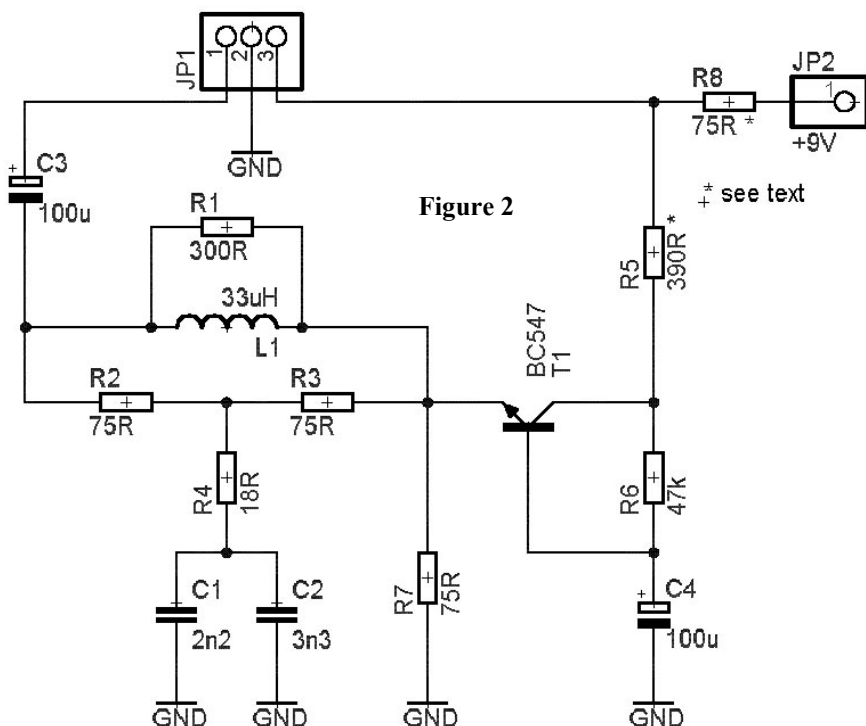 JP1
1
2
3
GND
R8
75R *
JP2
1
+9V
C3
+
100u
* see text
+
Figure 2
R1
300R
33uH
L1
R5
390R *
BC547
T1
R2
75R
R3
75R
R4
18R
R6
47k
C1
2n2
C2
3n3
R7
75R
C4
+
100u
GND
GND
GND
GND